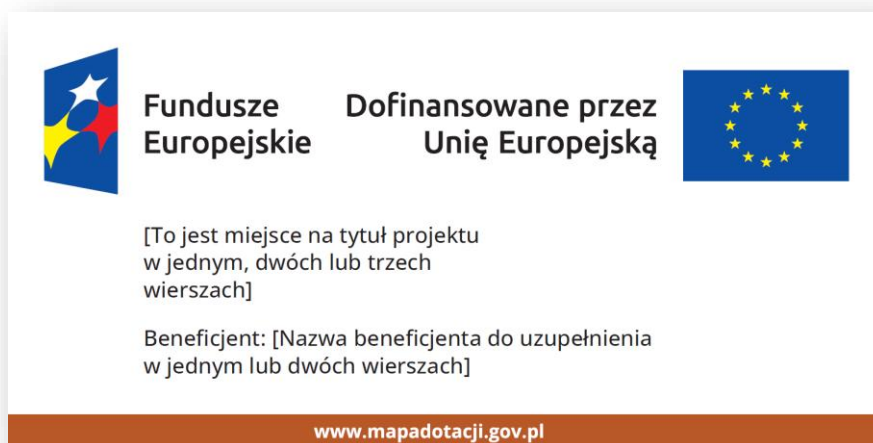 Fundusze
Europejskie
Dofinansowane przez
Unię Europejską
[To jest miejsce na tytuł projektu
w jednym, dwóch lub trzech
wierszach]
Beneficjent: [Nazwa beneficjenta do uzupełnienia
w jednym lub dwóch wierszach]
www.mapadotacji.gov.pl